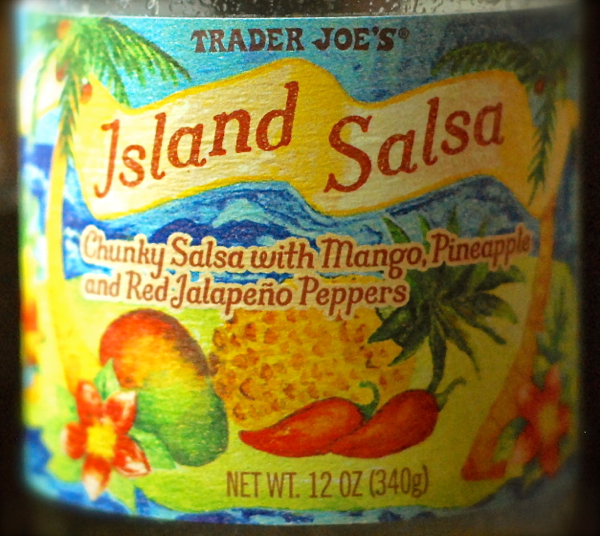 TRADER JOE'S®
Island Salsa
Chunky Salsa with Mango, Pineapple
and Red Jalapeño Peppers
NET WT. 12 OZ (340g)